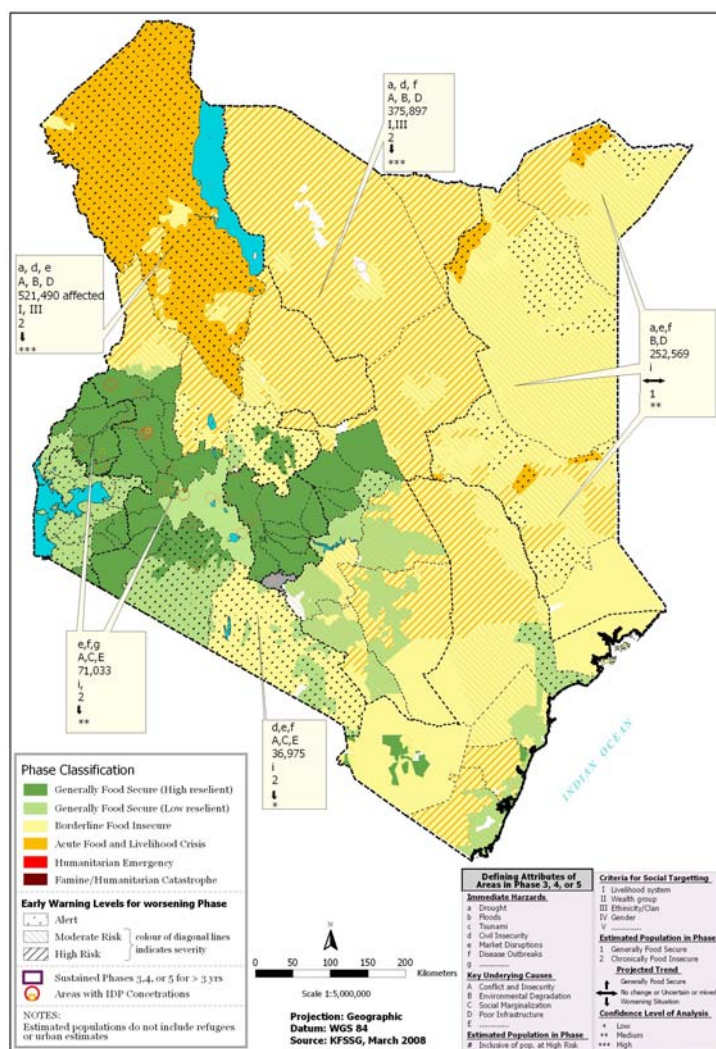 a, d, f
A, B, D
375,897
I,III
2
***
a, d, e
A, B, D
521,490 affected
I, III
2
***
a,e,f
B,D
252,569
i
1
**
e,f,g
A,C,E
71,033
i,
2
**
d,e,f
A,C,E
36,975
i
2
*
INDIAN OCEAN
Phase Classification
Generally Food Secure (High reselient)
Generally Food Secure (Low reselient)
Borderline Food Insecure
Acute Food and Livelihood Crisis
Humanitarian Emergency
Famine/Humanitarian Catastrophe
Early Warning Levels for worsening Phase
Alert
Moderate Risk
High Risk
colour of diagonal lines
indicates severity
Sustained Phases 3,4, or 5 for > 3 yrs
Areas with IDP Concetrations
NOTES:
Estimated populations do not include refugees
or urban estimates
N
0 50 100 150 200
Kilometers
Scale 1:5,000,000
Projection: Geographic
Datum: WGS 84
Source: KFSSG, March 2008
Defining Attributes of
Areas in Phase 3, 4, or 5
Immediate Harzards
a Drought
b Floods
c Tsunami
d Civil Insecurity
e Market Disruptions
f Disease Outbreaks
g ..............
Key Underlying Causes
A Conflict and Insecurity
B Environmental Degradation
C Social Marginalization
D Poor Infrastructure
E ..............
Estimated Population in Phase
# Inclusive of pop. at High Risk
Criteria for Social Targetting
I Livelihood system
II Wealth group
III Ethnicity/Clan
IV Gender
V ..............
Estimated Population in Phase
1 Generally Food Secure
2 Chronically Food Insecure
Projected Trend
Generally Food Secure
No change or Uncertain or mixed
Worsening Situation
Confidence Level of Analysis
* Low
** Medium
*** High